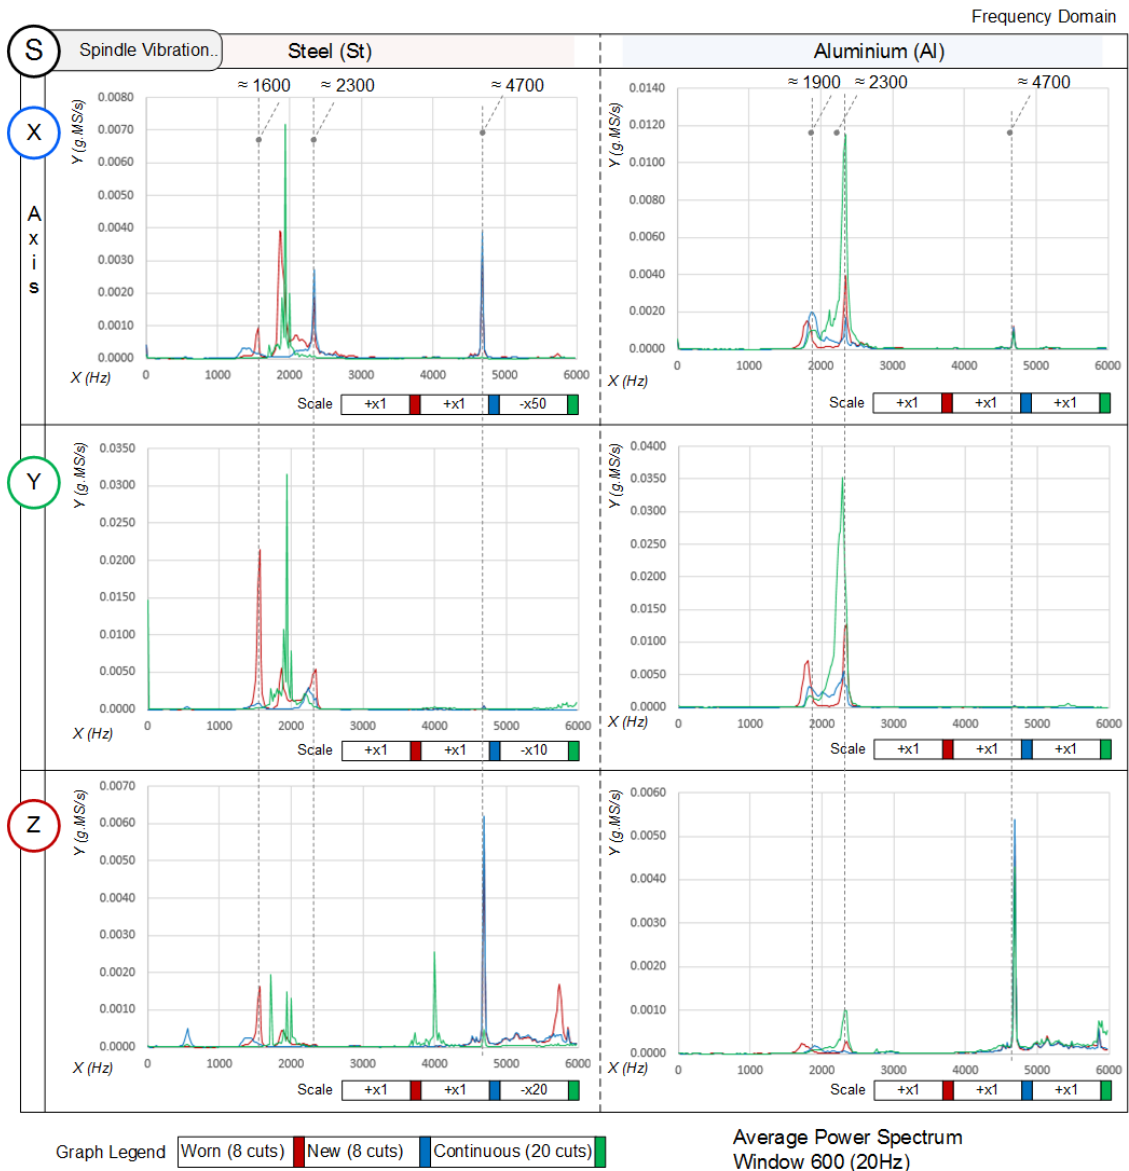 Frequency Domain
S Spindle Vibration.. Steel (St) Aluminium (Al)
≈ 1600 ≈ 2300 ≈ 4700 ≈ 1900 ≈ 2300 ≈ 4700
X
Axis
Y (g.MS/s)
0.0080
0.0070
0.0060
0.0050
0.0040
0.0030
0.0020
0.0010
0.0000
0 1000 2000 3000 4000 5000 6000
X (Hz)
Scale +x1 +x1 -x50
Y (g.MS/s)
0.0140
0.0120
0.0100
0.0080
0.0060
0.0040
0.0020
0.0000
0 1000 2000 3000 4000 5000 6000
X (Hz)
Scale +x1 +x1 +x1
Y
Y (g.MS/s)
0.0350
0.0300
0.0250
0.0200
0.0150
0.0100
0.0050
0.0000
0 1000 2000 3000 4000 5000 6000
X (Hz)
Scale +x1 +x1 -x10
Y (g.MS/s)
0.0400
0.0350
0.0300
0.0250
0.0200
0.0150
0.0100
0.0050
0.0000
0 1000 2000 3000 4000 5000 6000
X (Hz)
Scale +x1 +x1 +x1
Z
Y (g.MS/s)
0.0070
0.0060
0.0050
0.0040
0.0030
0.0020
0.0010
0.0000
0 1000 2000 3000 4000 5000 6000
X (Hz)
Scale +x1 +x1 -x20
Y (g.MS/s)
0.0060
0.0050
0.0040
0.0030
0.0020
0.0010
0.0000
0 1000 2000 3000 4000 5000 6000
X (Hz)
Scale +x1 +x1 +x1
Graph Legend Worn (8 cuts) New (8 cuts) Continuous (20 cuts)
Average Power Spectrum
Window 600 (20Hz)